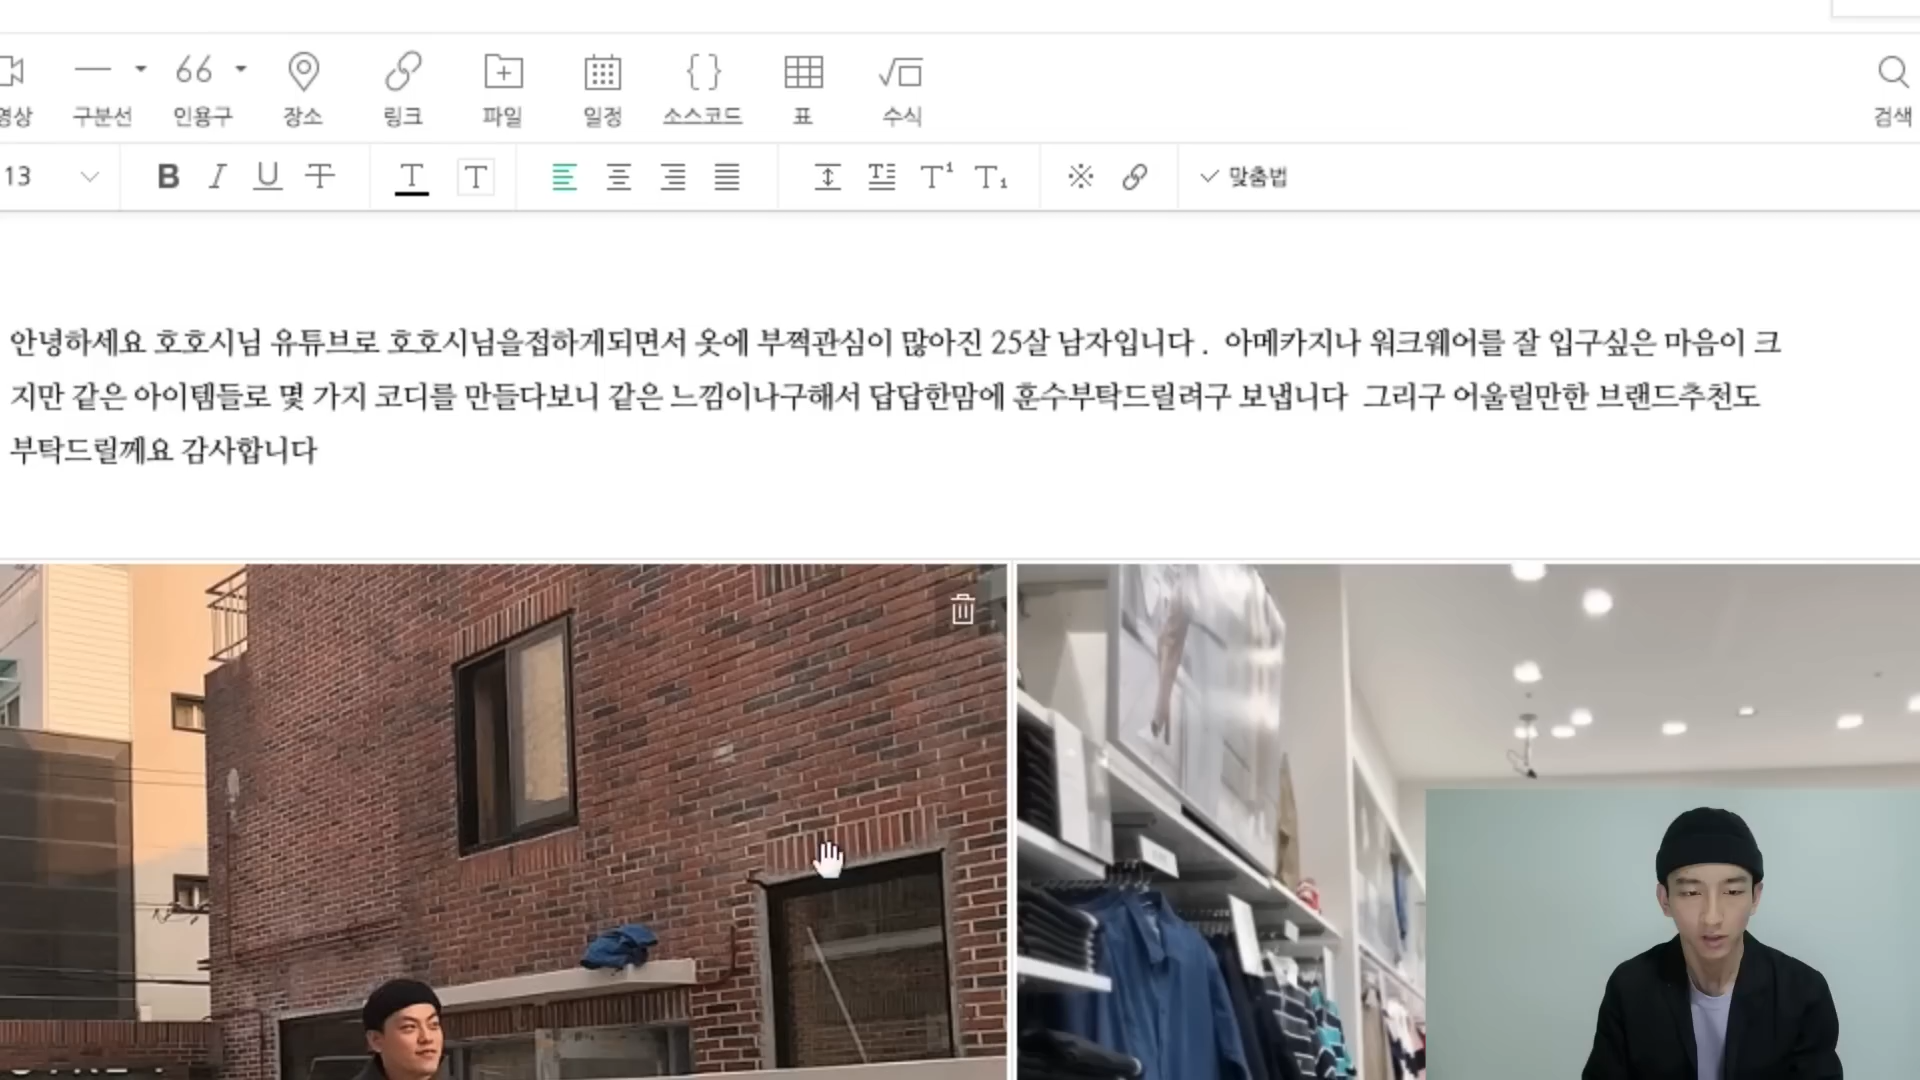 구분선
인용구
장소
링크
파일
일정
소스코드
표
수식
검색
13
맞춤법
안녕하세요 호호시님 유튜브로 호호시님을접하게되면서 옷에 부쩍관심이 많아진 25살 남자입니다 . 아메카지나 워크웨어를 잘 입구싶은 마음이 크
지만 같은 아이템들로 몇 가지 코디를 만들다보니 같은 느낌이나구해서 답답한맘에 훈수부탁드릴려구 보냅니다 그리구 어울릴만한 브랜드추천도
부탁드릴께요 감사합니다